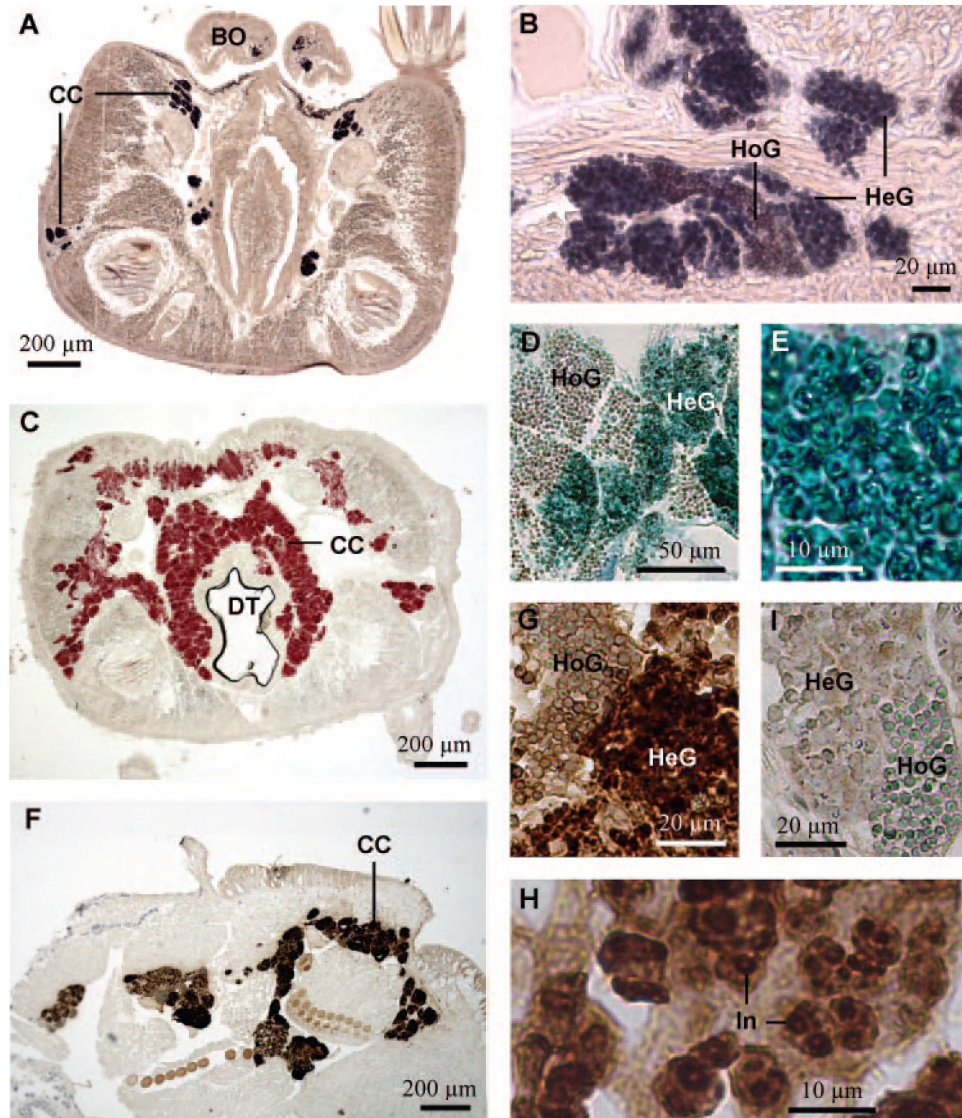 A
BO
CC
200 µm
B
HoG
HeG
20 µm
C
CC
DT
200 µm
D
HoG
HeG
50 µm
E
10 µm
F
CC
200 µm
G
HoG
HeG
20 µm
I
HeG
HoG
20 µm
H
In
10 µm